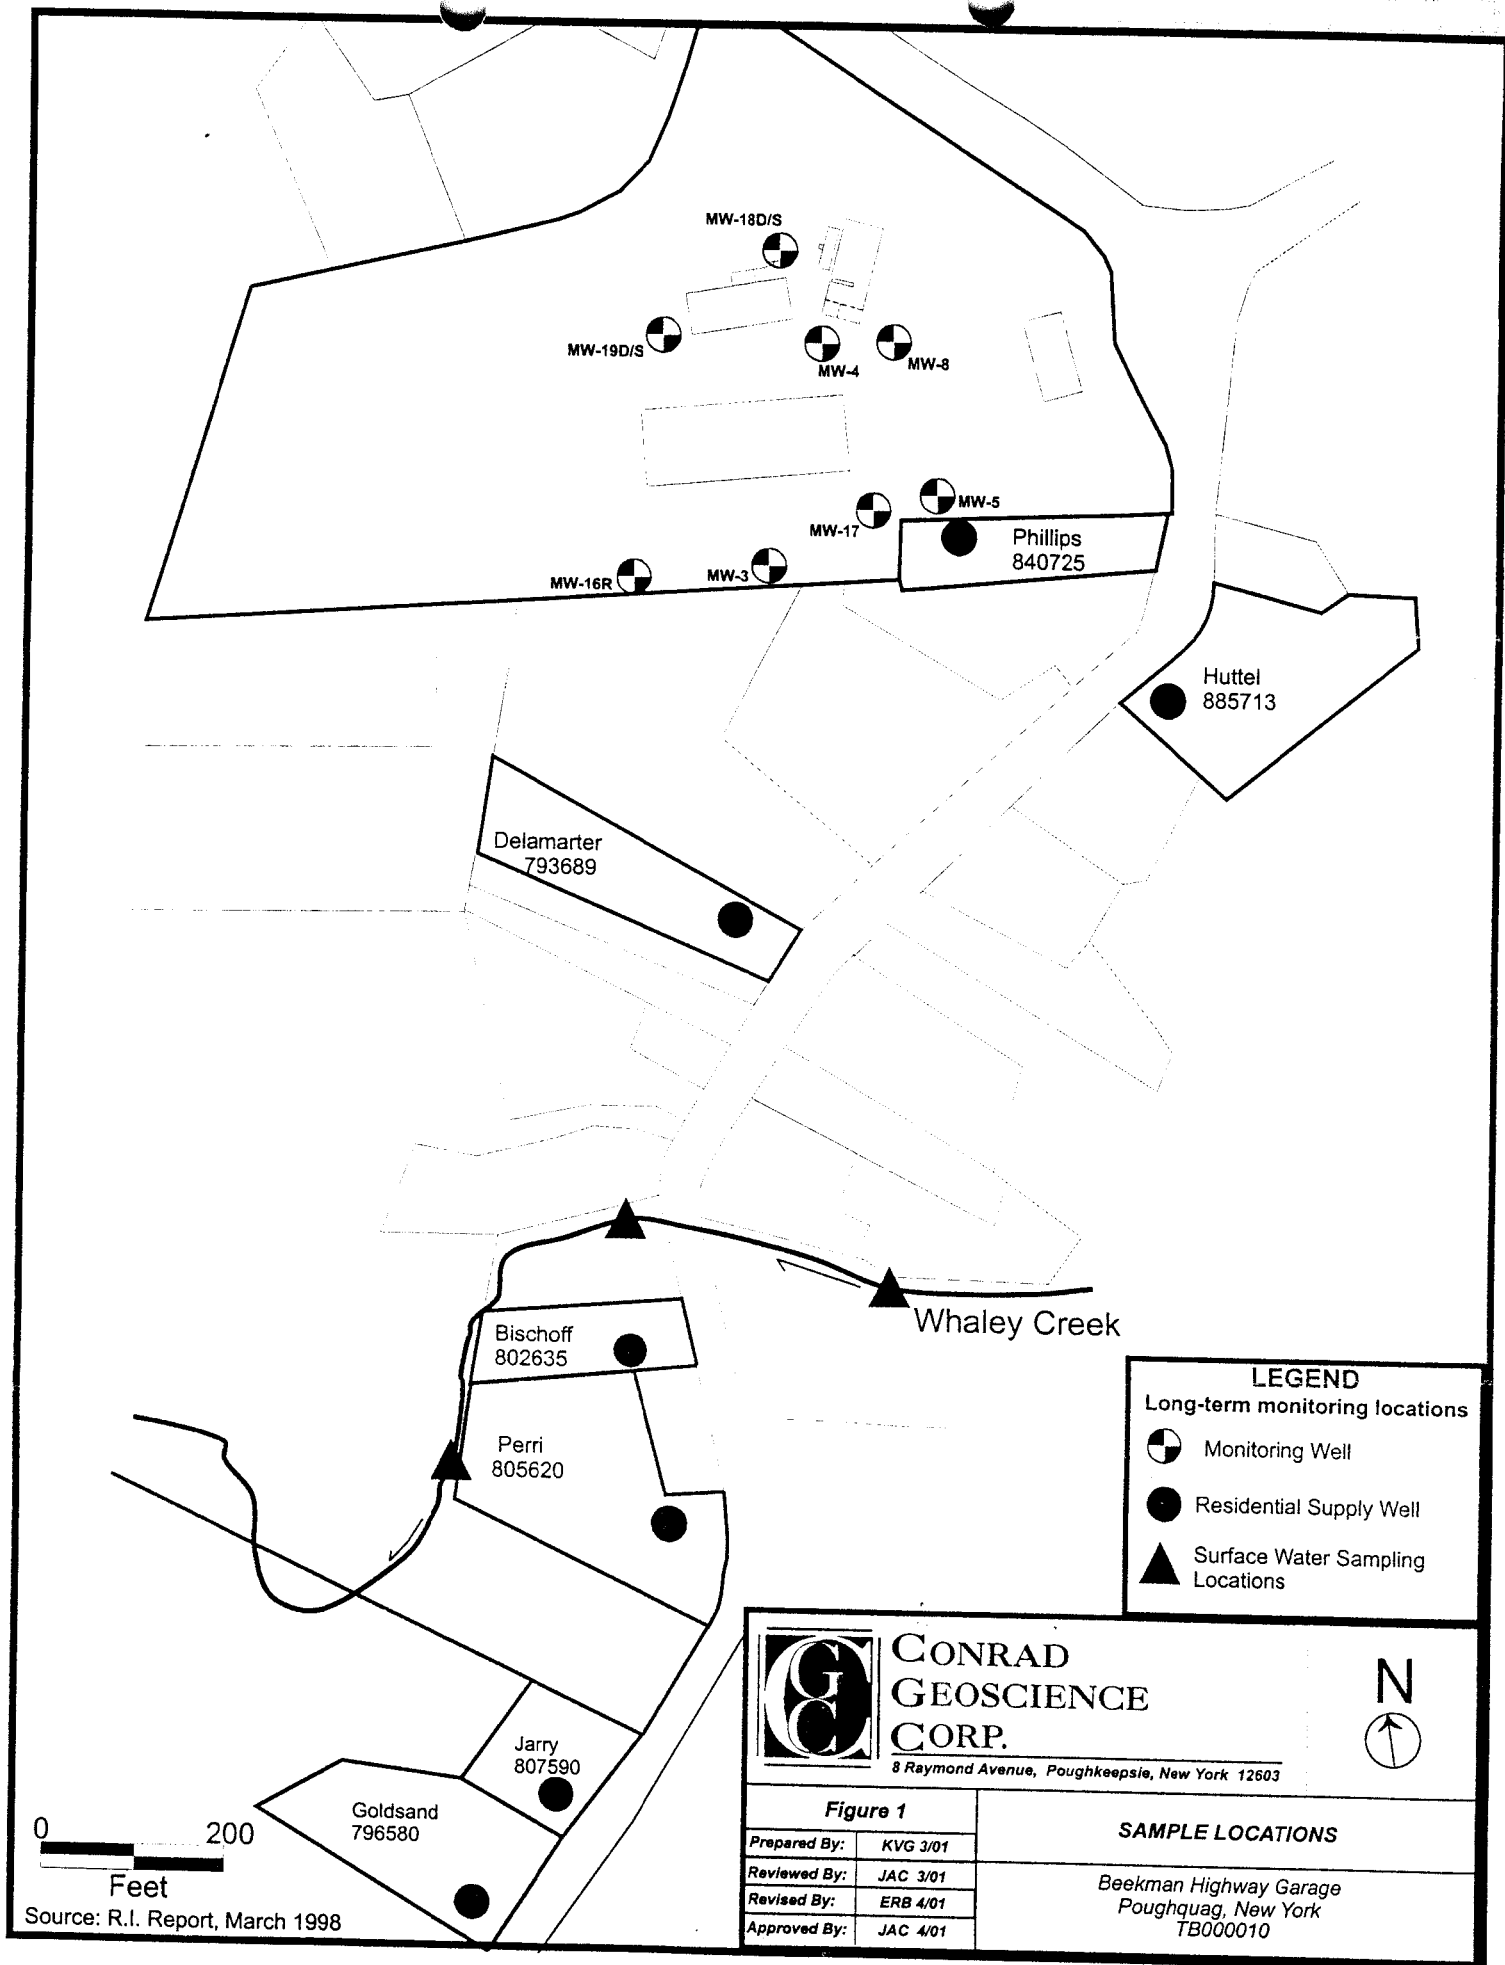 MW-18D/S
MW-19D/S
MW-4
MW-8
MW-5
MW-17
Phillips
840725
MW-16R
MW-3
Huttel
885713
Delamarter
793689
Whaley Creek
Bischoff
802635
Perri
805620
LEGEND
Long-term monitoring locations
Monitoring Well
Residential Supply Well
Surface Water Sampling
Locations
Jarry
807590
Goldsand
796580
0 200
Feet
Source: R.I. Report, March 1998
GCC
CONRAD
GEOSCIENCE
CORP.
8 Raymond Avenue, Poughkeepsie, New York 12603
N
Figure 1
Prepared By: KVG 3/01
Reviewed By: JAC 3/01
Revised By: ERB 4/01
Approved By: JAC 4/01
SAMPLE LOCATIONS
Beekman Highway Garage
Poughquag, New York
TB000010